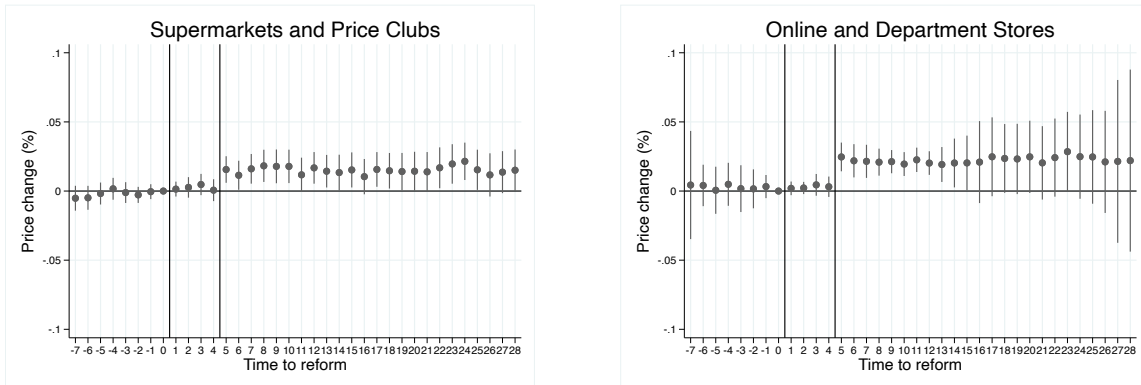 Supermarkets and Price Clubs
.1
.05
0
-.05
-.1
Price change (%)
-7 -6 -5 -4 -3 -2 -1 0 1 2 3 4 5 6 7 8 9 10 11 12 13 14 15 16 17 18 19 20 21 22 23 24 25 26 27 28
Time to reform
Online and Department Stores
.1
.05
0
-.05
-.1
Price change (%)
-7 -6 -5 -4 -3 -2 -1 0 1 2 3 4 5 6 7 8 9 10 11 12 13 14 15 16 17 18 19 20 21 22 23 24 25 26 27 28
Time to reform